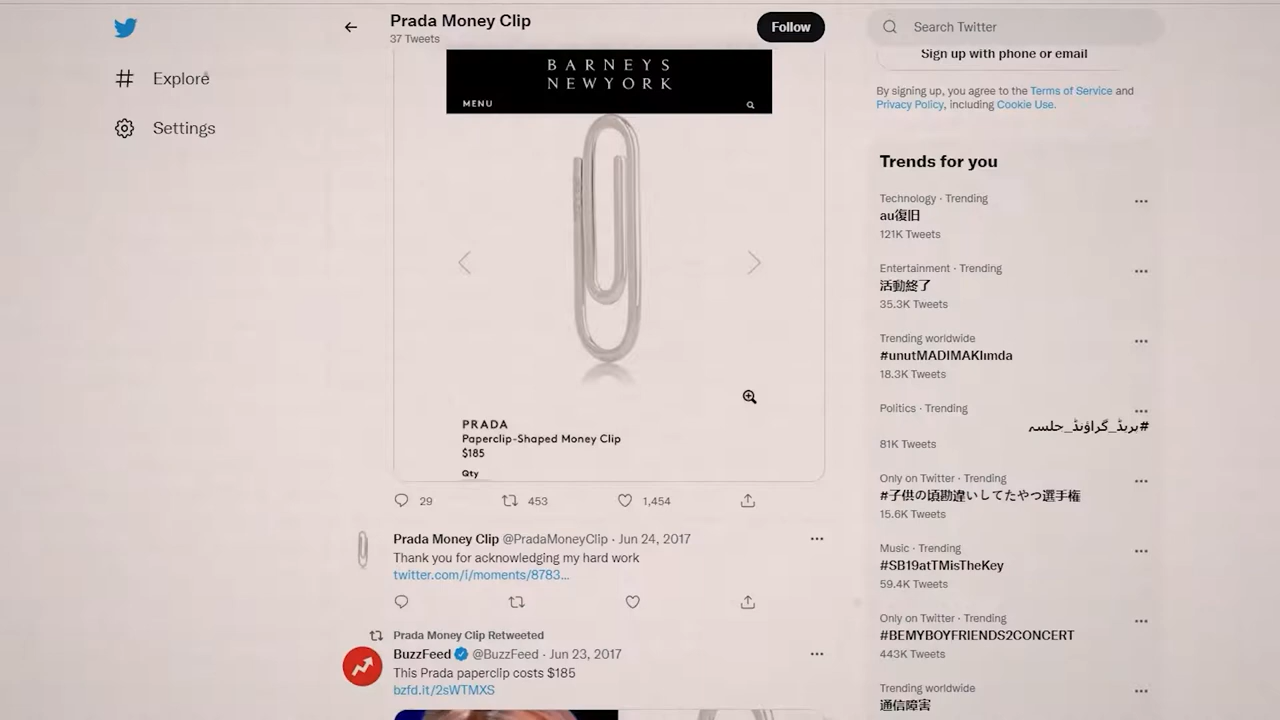 Prada Money Clip
37 Tweets
Follow
Search Twitter
Explore
Settings
BARNEYS
NEWYORK
MENU
PRADA
Paperclip-Shaped Money Clip
$185
Qty
29
453
1,454
Prada Money Clip @PradaMoneyClip · Jun 24, 2017
Thank you for acknowledging my hard work
twitter.com/i/moments/8783...
Prada Money Clip Retweeted
BuzzFeed @BuzzFeed · Jun 23, 2017
This Prada paperclip costs $185
bzfd.it/2sWTMXS
Sign up with phone or email
By signing up, you agree to the Terms of Service and
Privacy Policy, including Cookie Use.
Trends for you
Technology · Trending
au復旧
121K Tweets
Entertainment · Trending
活動終了
35.3K Tweets
Trending worldwide
#unutMADIMAKlımda
18.3K Tweets
Politics · Trending
#پریڈ_گراؤنڈ_جلسہ
81K Tweets
Only on Twitter · Trending
#子供の頃勘違いしてたやつ選手権
15.6K Tweets
Music · Trending
#SB19atTMisTheKey
59.4K Tweets
Only on Twitter · Trending
#BEMYBOYFRIENDS2CONCERT
443K Tweets
Trending worldwide
通信障害